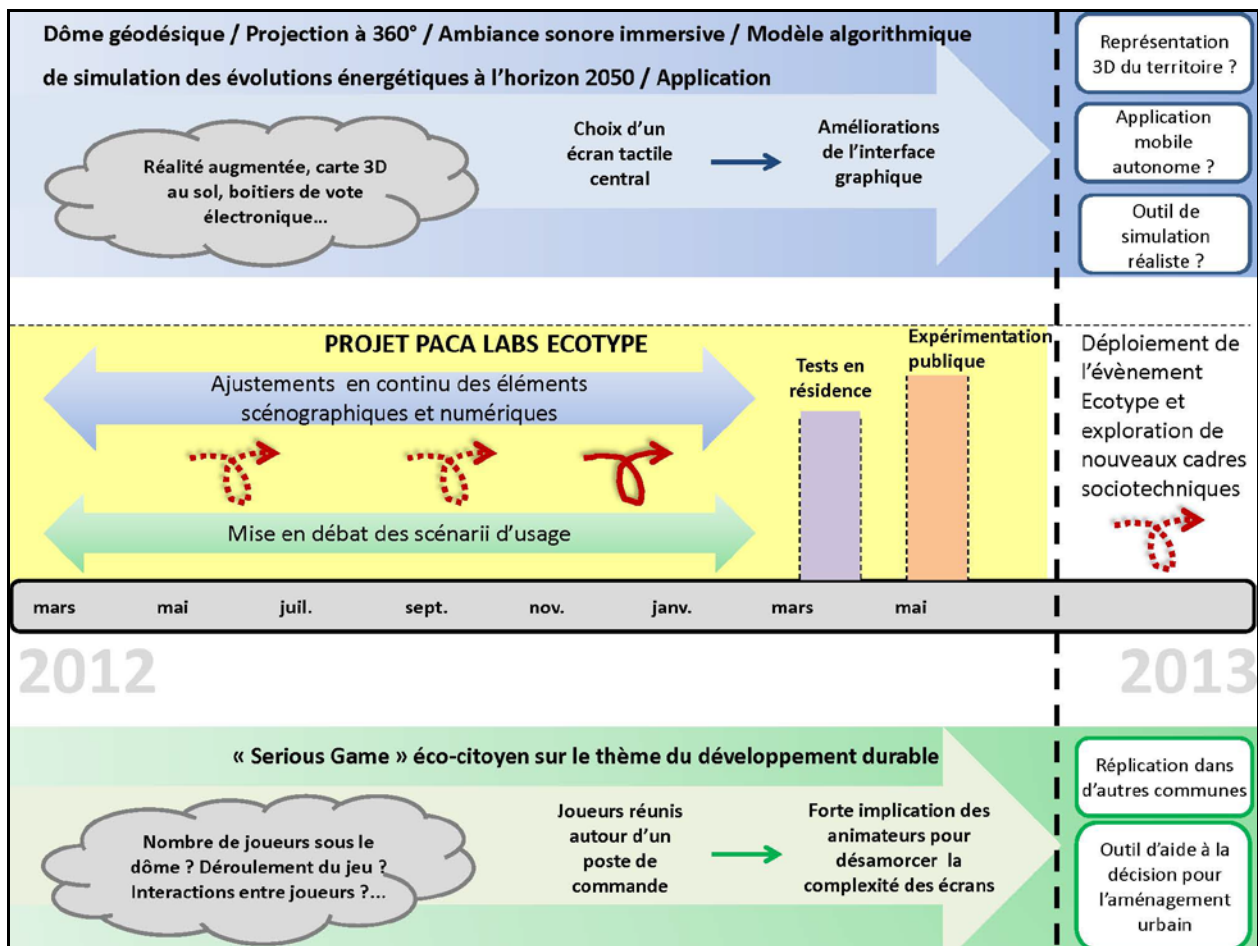 Dôme géodésique / Projection à 360° / Ambiance sonore immersive / Modèle algorithmique
de simulation des évolutions énergétiques à l'horizon 2050 / Application
Réalité augmentée, carte 3D
au sol, boitiers de vote
électronique...
Choix d'un
écran tactile
central
Améliorations
de l'interface
graphique
Représentation
3D du territoire ?
Application
mobile
autonome ?
Outil de
simulation
réaliste ?
PROJET PACA LABS ECOTYPE
Ajustements en continu des éléments
scénographiques et numériques
Mise en débat des scénarii d'usage
Tests en
résidence
Expérimentation
publique
Déploiement de
l'évènement
Ecotype et
exploration de
nouveaux cadres
sociotechniques
mars mai juil. sept. nov. janv. mars mai
2012 2013
« Serious Game » éco-citoyen sur le thème du développement durable
Nombre de joueurs sous le
dôme ? Déroulement du jeu ?
Interactions entre joueurs ?...
Joueurs réunis
autour d'un
poste de
commande
Forte implication des
animateurs pour
désamorcer la
complexité des écrans
Réplication dans
d'autres communes
Outil d'aide à la
décision pour
l'aménagement
urbain